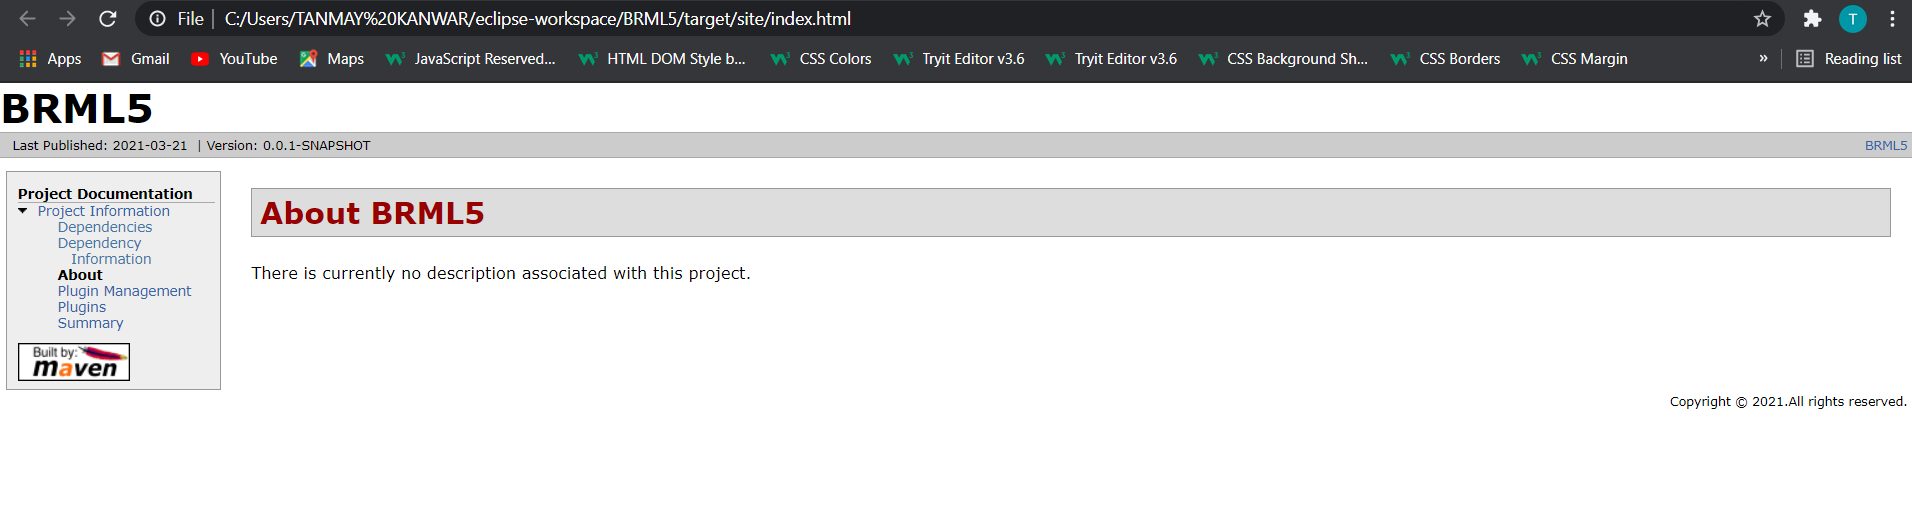 File C:/Users/TANMAY%20KANWAR/eclipse-workspace/BRML5/target/site/index.html T
Apps Gmail YouTube Maps JavaScript Reserved... HTML DOM Style b... CSS Colors Tryit Editor v3.6 Tryit Editor v3.6 CSS Background Sh... CSS Borders CSS Margin » Reading list
BRML5
Last Published: 2021-03-21 | Version: 0.0.1-SNAPSHOT BRML5
Project Documentation
Project Information
Dependencies
Dependency
Information
About
Plugin Management
Plugins
Summary
Built by:
maven
About BRML5
There is currently no description associated with this project.
Copyright © 2021.All rights reserved.